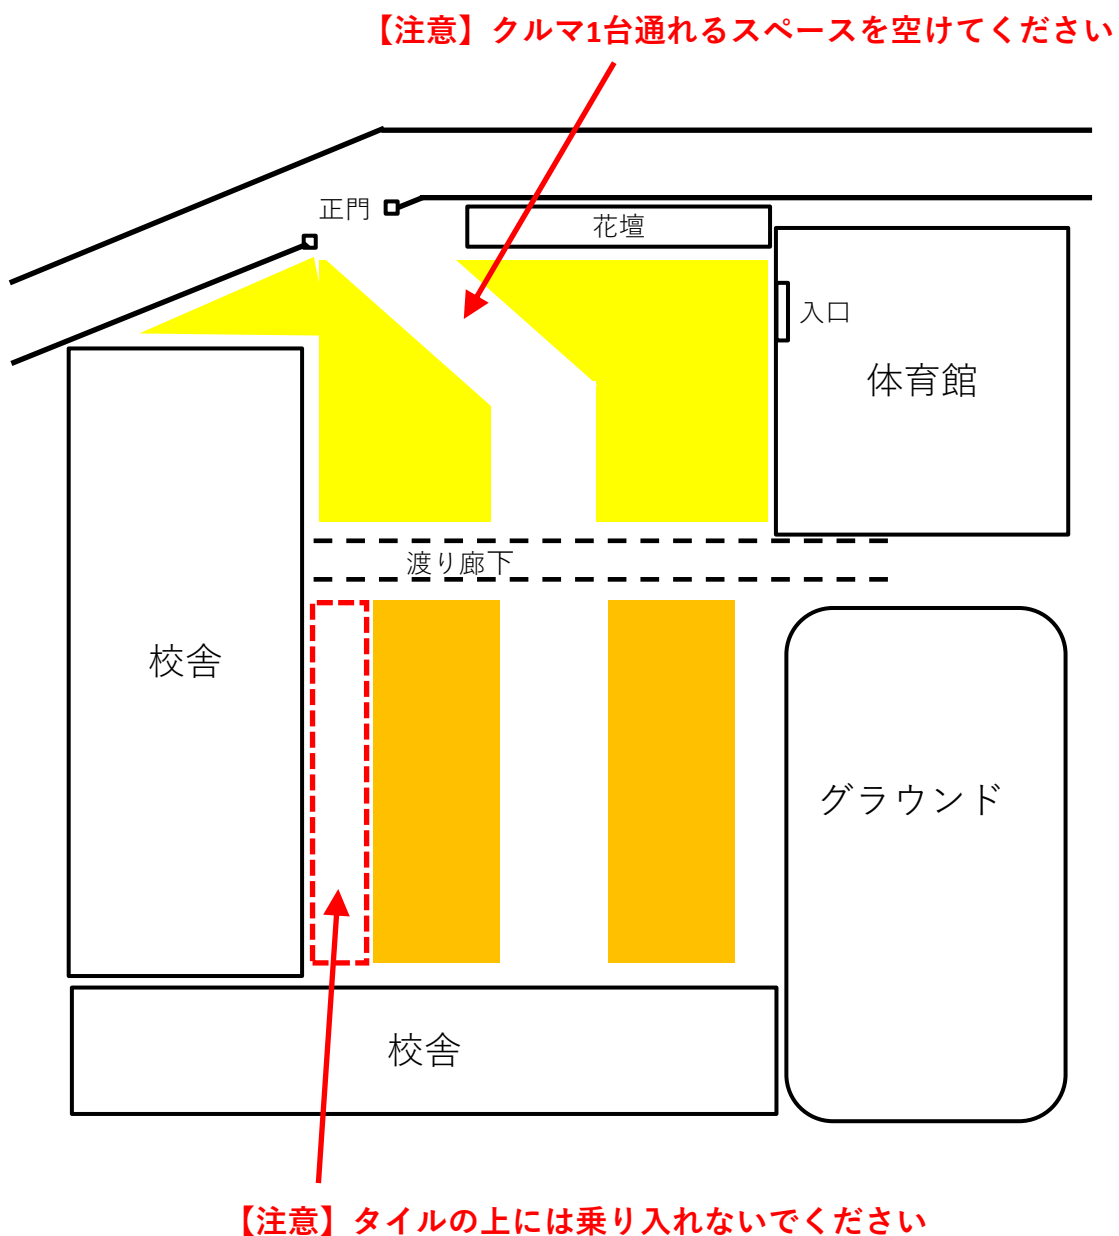 【注意】クルマ1台通れるスペースを空けてください
正門
花壇
入口
体育館
渡り廊下
校舎
グラウンド
校舎
【注意】タイルの上には乗り入れないでください